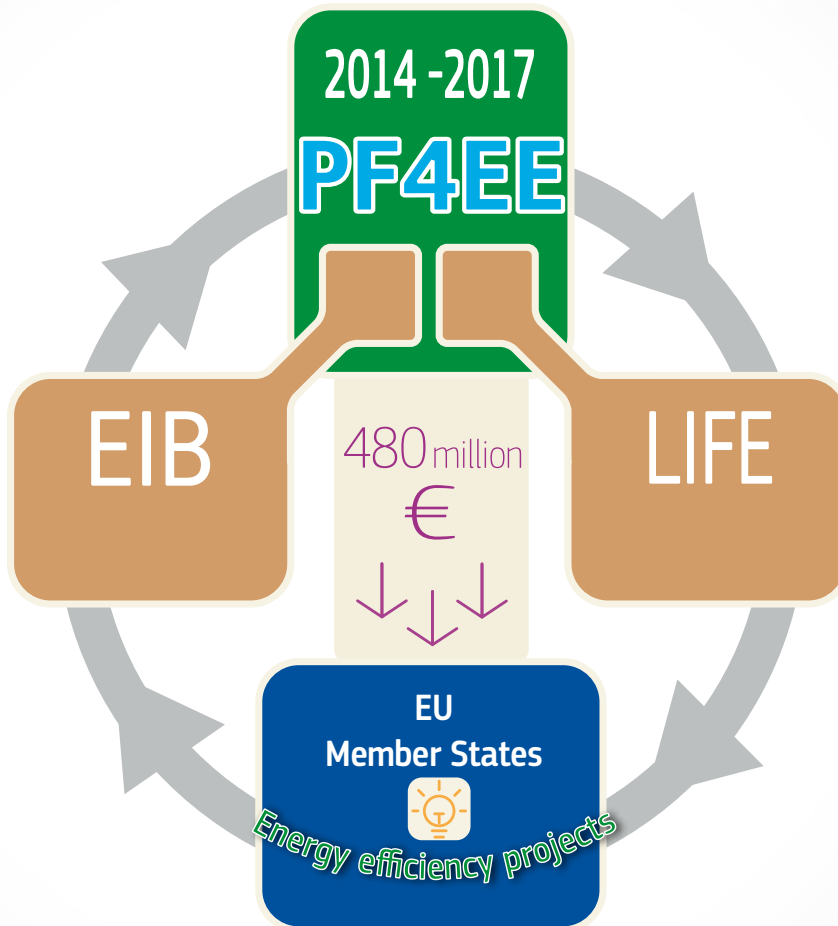 2014 -2017
PF4EE
EIB
LIFE
480 million
€
EU
Member States
Energy efficiency projects